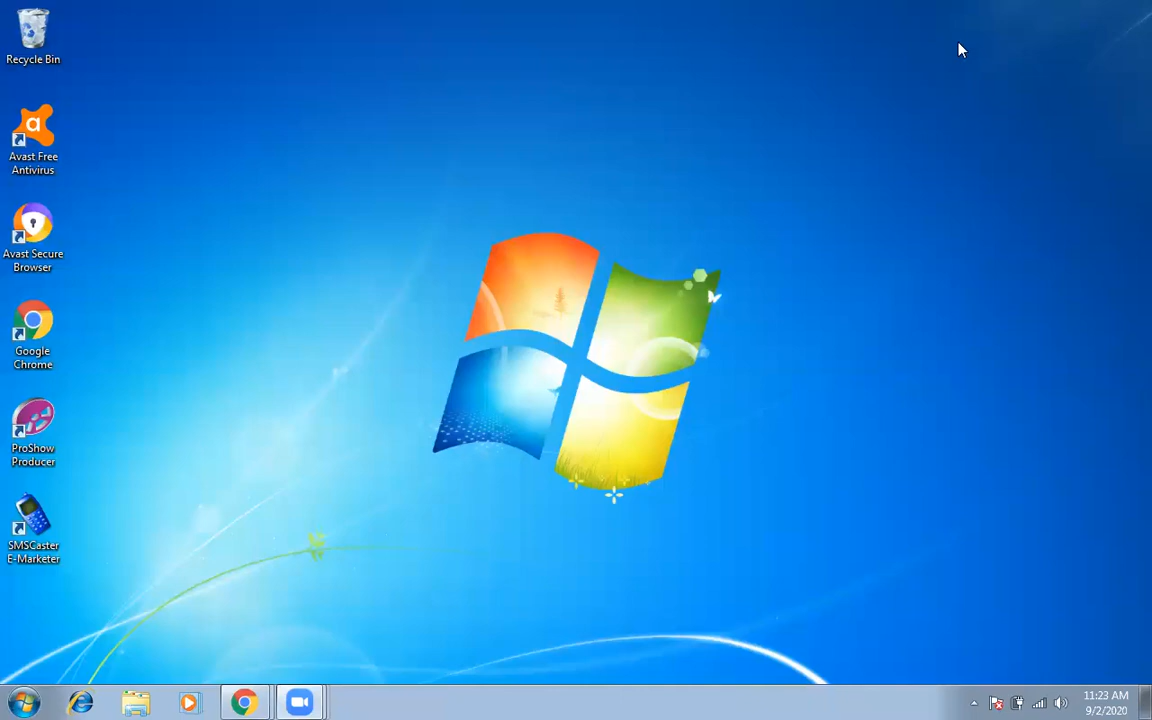 Recycle Bin
Avast Free
Antivirus
Avast Secure
Browser
Google
Chrome
ProShow
Producer
SMSCaster
E-Marketer
11:23 AM
9/2/2020